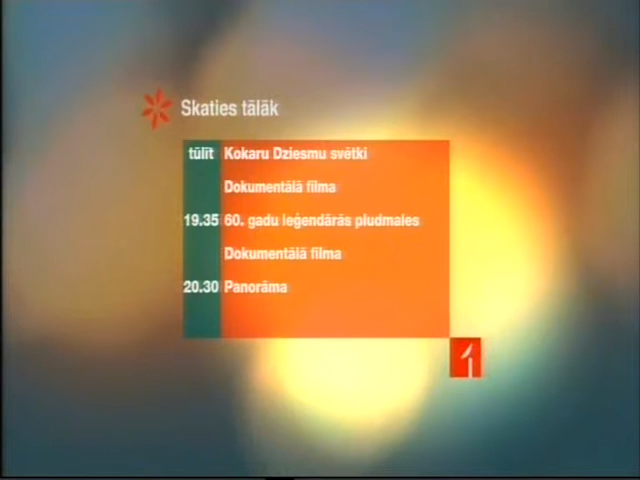 Skaties tālāk
tūlīt Kokaru Dziesmu svētki
Dokumentālā filma
19.35 60. gadu leģendārās pludmales
Dokumentālā filma
20.30 Panorāma
1